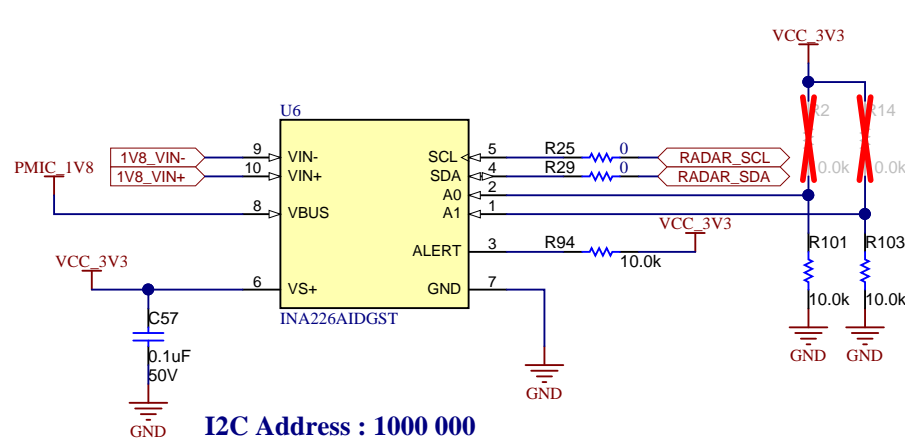 VCC_3V3
U6
R2
R14
1V8_VIN- 9 VIN- SCL 5 R25 0 RADAR_SCL
PMIC_1V8 1V8_VIN+ 10 VIN+ SDA 4 R29 0 RADAR_SDA
A0 2
8 VBUS A1 1
0.0k
0.0k
VCC_3V3
ALERT 3 R94 10.0k
R101 R103
VCC_3V3
6 VS+ GND 7
10.0k 10.0k
INA226AIDGST
C57
0.1uF
50V
GND GND
GND
GND
I2C Address : 1000 000